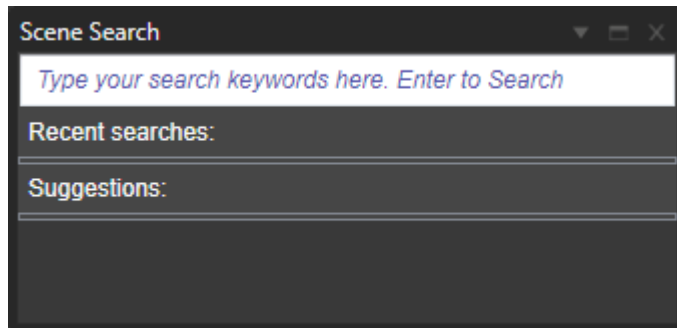 Scene Search
Type your search keywords here. Enter to Search
Recent searches:
Suggestions: